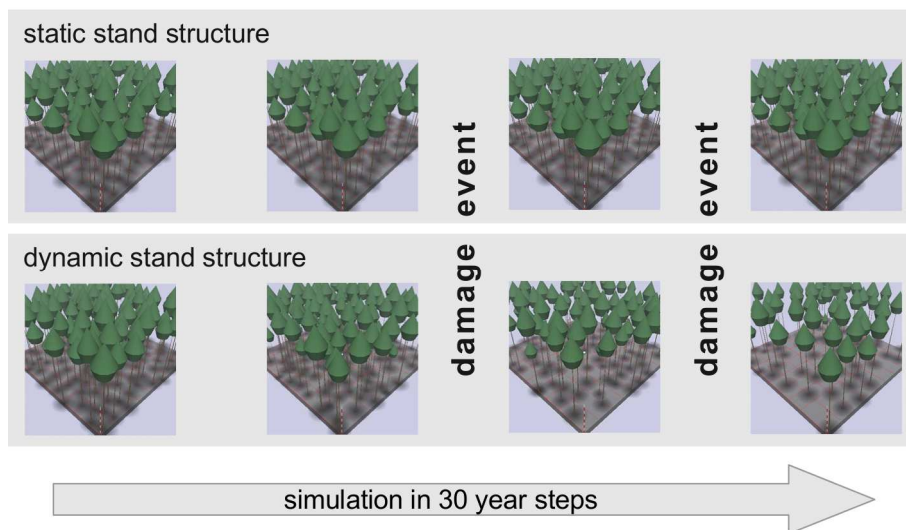 static stand structure
damage event
damage event
dynamic stand structure
simulation in 30 year steps